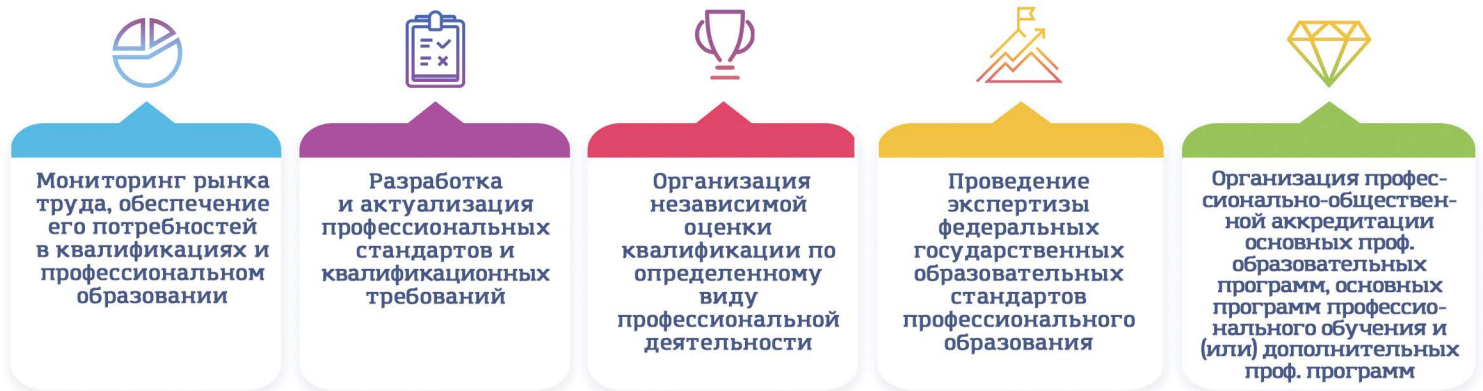 Мониторинг рынка
труда, обеспечение
его потребностей
в квалификациях и
профессиональном
образовании
Разработка
и актуализация
профессиональных
стандартов и
квалификационных
требований
Организация
независимой
оценки
квалификации по
определенному
виду
профессиональной
деятельности
Проведение
экспертизы
федеральных
государственных
образовательных
стандартов
профессионального
образования
Организация профес-
сионально-обществен-
ной аккредитации
основных проф.
образовательных
программ, основных
программ профессио-
нального обучения и
(или) дополнительных
проф. программ